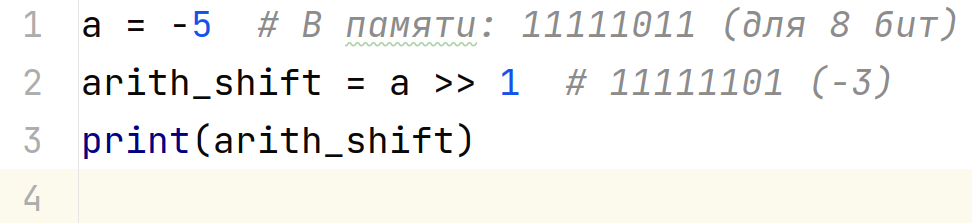 1 a = -5  # В памяти: 11111011 (для 8 бит)
2 arith_shift = a >> 1  # 11111101 (-3)
3 print(arith_shift)
4